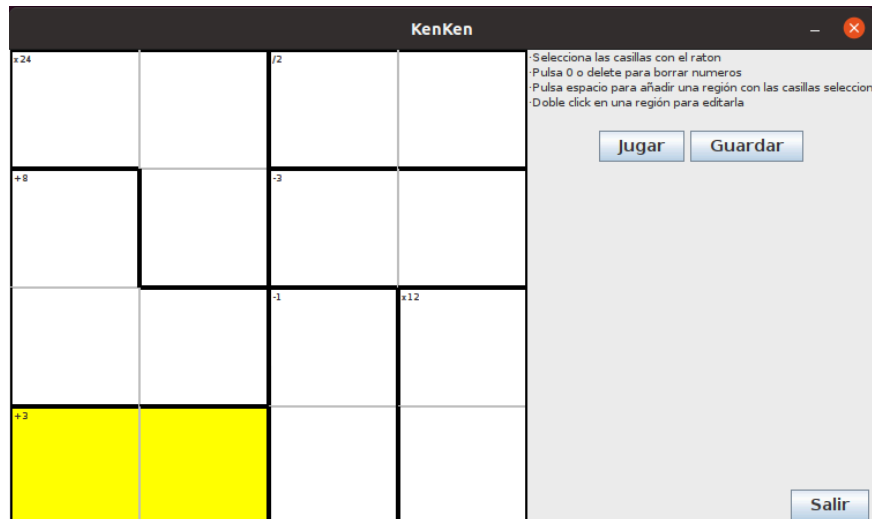 KenKen
x24
/2
·Selecciona las casillas con el raton
·Pulsa 0 o delete para borrar numeros
·Pulsa espacio para añadir una región con las casillas seleccion
·Doble click en una región para editarla
Jugar
Guardar
+8
-3
-1
x12
+3
Salir